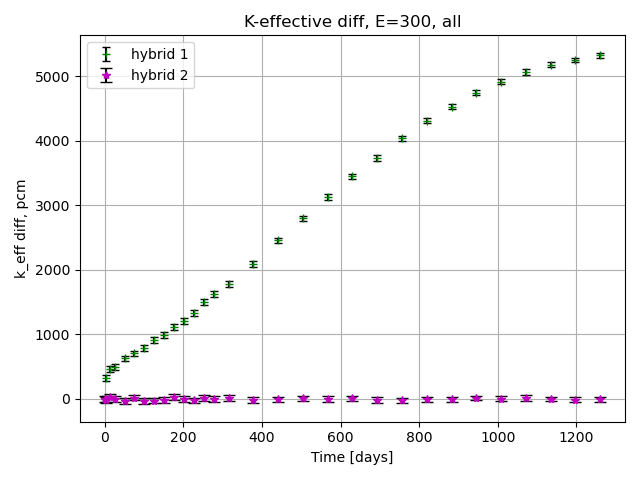 K-effective diff, E=300, all
hybrid 1
hybrid 2
k_eff diff, pcm
5000
4000
3000
2000
1000
0
0 200 400 600 800 1000 1200
Time [days]